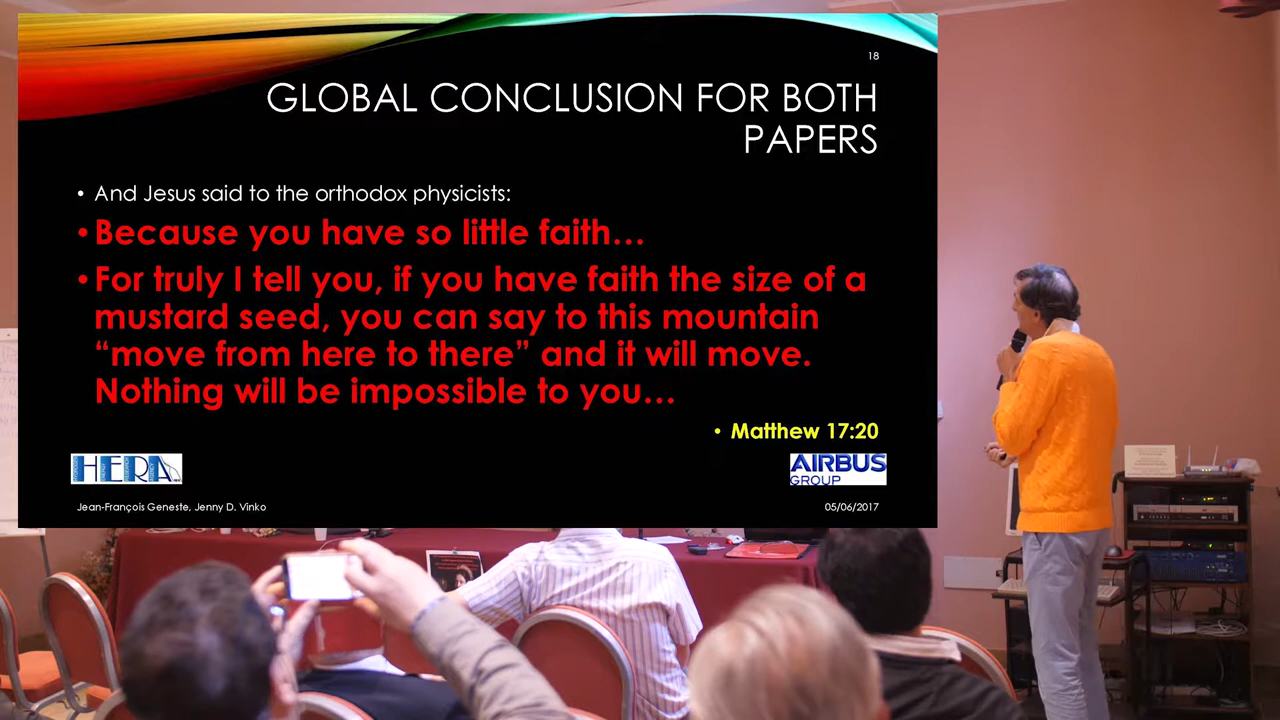 18
GLOBAL CONCLUSION FOR BOTH
PAPERS
• And Jesus said to the orthodox physicists:
• Because you have so little faith…
• For truly I tell you, if you have faith the size of a
mustard seed, you can say to this mountain
“move from here to there” and it will move.
Nothing will be impossible to you…
• Matthew 17:20
HERA
AIRBUS
GROUP
Jean-François Geneste, Jenny D. Vinko
05/06/2017